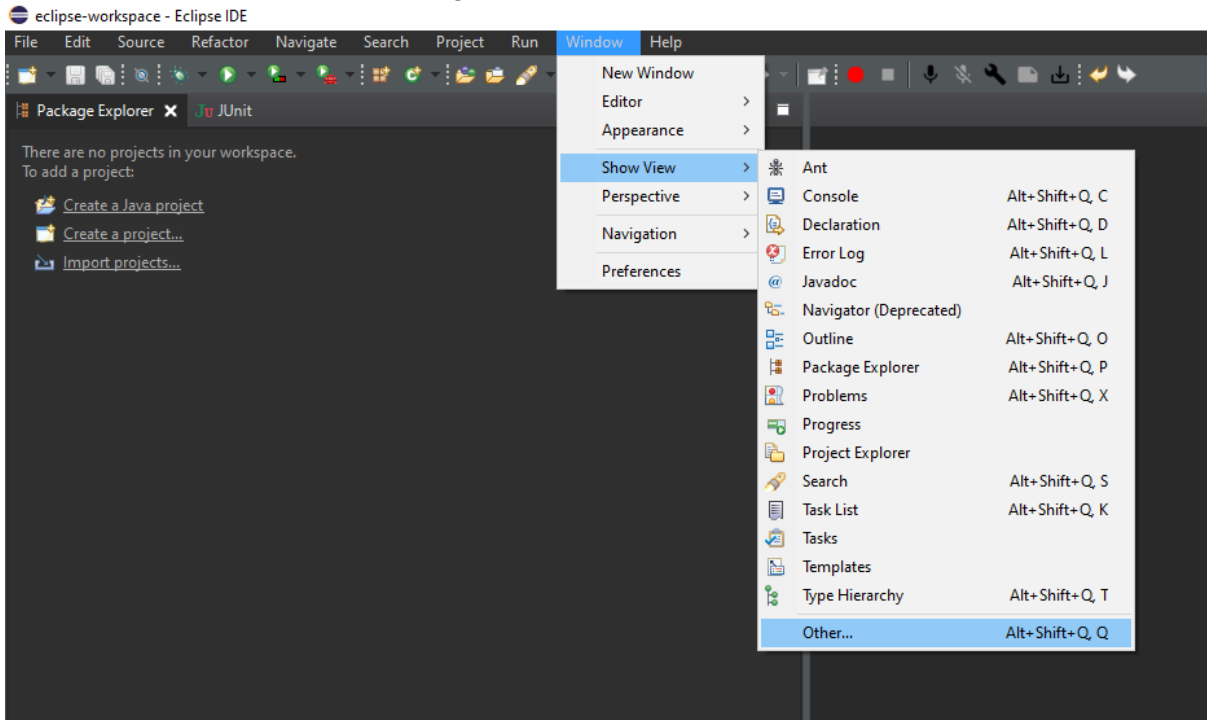 eclipse-workspace - Eclipse IDE
File Edit Source Refactor Navigate Search Project Run Window Help
Package Explorer JUnit
There are no projects in your workspace.
To add a project:
Create a Java project
Create a project...
Import projects...
New Window
Editor
Appearance
Show View
Perspective
Navigation
Preferences
Ant
Console Alt+Shift+Q, C
Declaration Alt+Shift+Q, D
Error Log Alt+Shift+Q, L
Javadoc Alt+Shift+Q, J
Navigator (Deprecated)
Outline Alt+Shift+Q, O
Package Explorer Alt+Shift+Q, P
Problems Alt+Shift+Q, X
Progress
Project Explorer
Search Alt+Shift+Q, S
Task List Alt+Shift+Q, K
Tasks
Templates
Type Hierarchy Alt+Shift+Q, T
Other... Alt+Shift+Q, Q